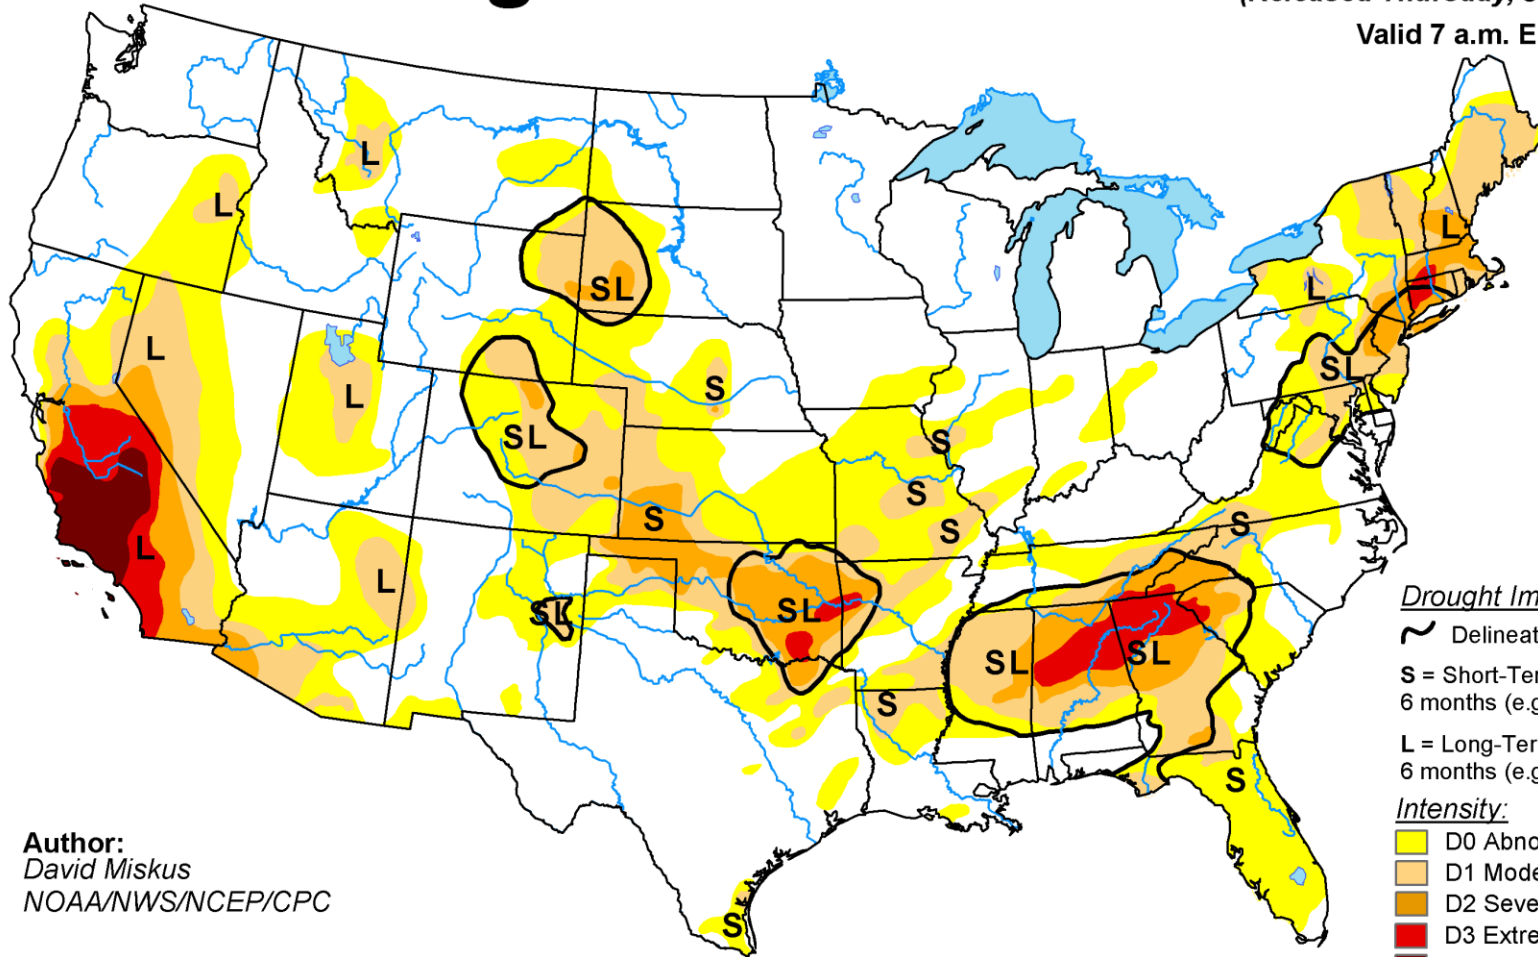 Valid 7 a.m. E
L
L
L
L
L
L
SL
SL
S
S
S
S
S
SL
SL
S
SL
SL
S
S
S
L
L
SL
Drought Im
Delineat
S = Short-Ter
6 months (e.g
L = Long-Ter
6 months (e.g
Intensity:
D0 Abno
D1 Mode
D2 Seve
D3 Extre
Author:
David Miskus
NOAA/NWS/NCEP/CPC